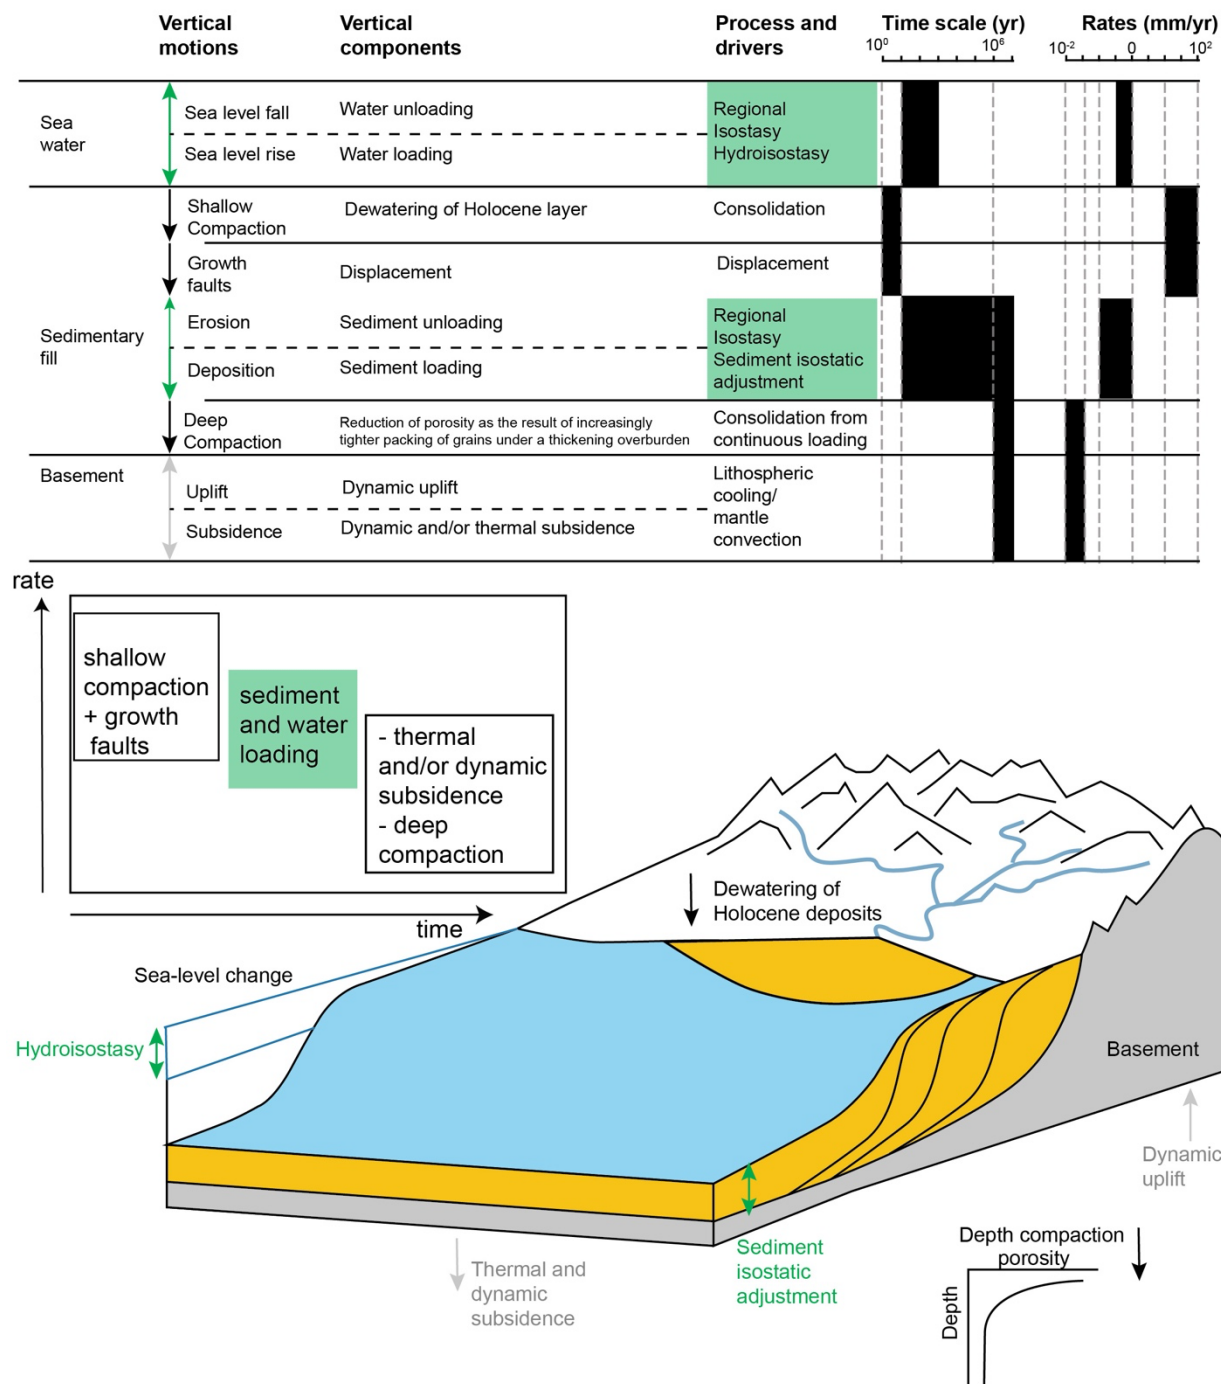 Vertical motions
Vertical components
Process and drivers
Time scale (yr)
10⁰ 10⁶
Rates (mm/yr)
10⁻² 0 10²
Sea water
Sea level fall
Water unloading
Sea level rise
Water loading
Regional
Isostasy
Hydroisostasy
Shallow
Compaction
Dewatering of Holocene layer
Consolidation
Growth
faults
Displacement
Displacement
Sedimentary
fill
Erosion
Sediment unloading
Deposition
Sediment loading
Regional
Isostasy
Sediment isostatic
adjustment
Deep
Compaction
Reduction of porosity as the result of increasingly
tighter packing of grains under a thickening overburden
Consolidation from
continuous loading
Basement
Uplift
Dynamic uplift
Subsidence
Dynamic and/or thermal subsidence
Lithospheric
cooling/
mantle
convection
rate
shallow
compaction
+ growth
faults
sediment
and water
loading
- thermal
and/or dynamic
subsidence
- deep
compaction
time
Dewatering of
Holocene deposits
Sea-level change
Hydroisostasy
Basement
Dynamic
uplift
Thermal and
dynamic
subsidence
Sediment
isostatic
adjustment
Depth compaction
porosity
Depth